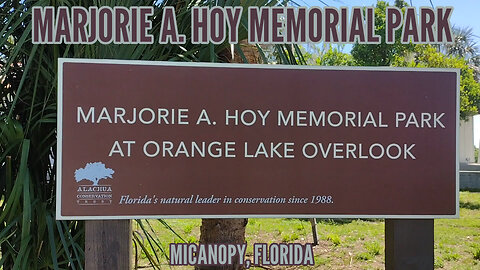 MARJORIE A. HOY MEMORIAL PARK
MARJORIE A. HOY MEMORIAL PARK
AT ORANGE LAKE OVERLOOK
ALACHUA
CONSERVATION
TRUST
Florida's natural leader in conservation since 1988.
MICANOPY, FLORIDA